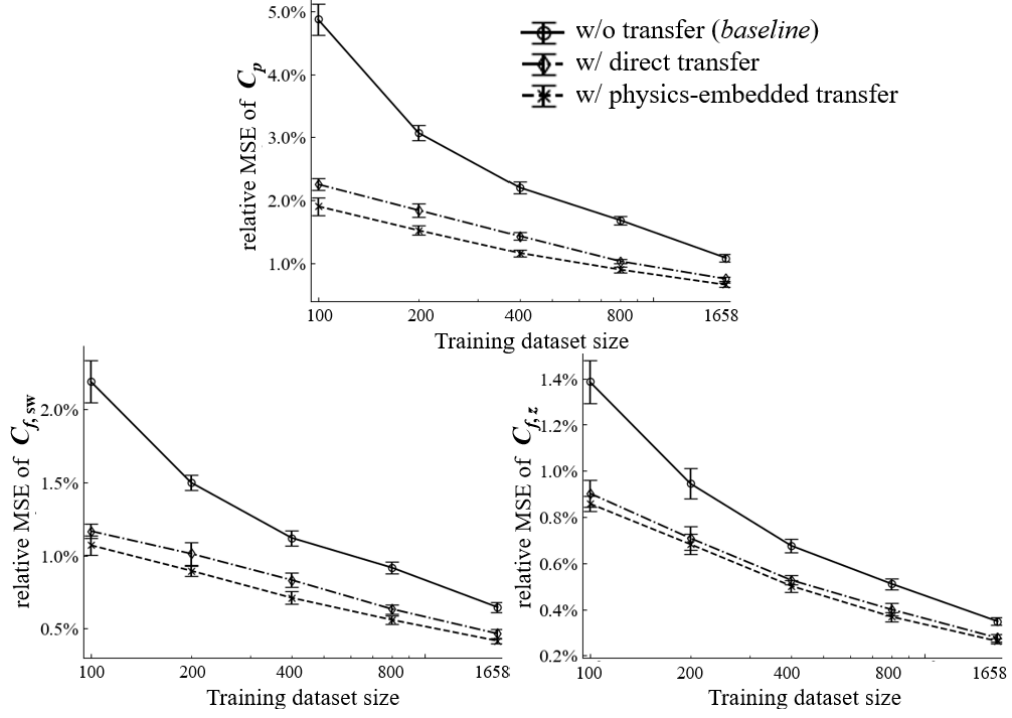 5.0%
4.0%
3.0%
2.0%
1.0%
relative MSE of C_p
w/o transfer (baseline)
w/ direct transfer
w/ physics-embedded transfer
100 200 400 800 1658
Training dataset size
2.0%
1.5%
1.0%
0.5%
relative MSE of C_f,sw
100 200 400 800 1658
Training dataset size
1.4%
1.2%
1.0%
0.8%
0.6%
0.4%
0.2%
relative MSE of C_f,z
100 200 400 800 1658
Training dataset size